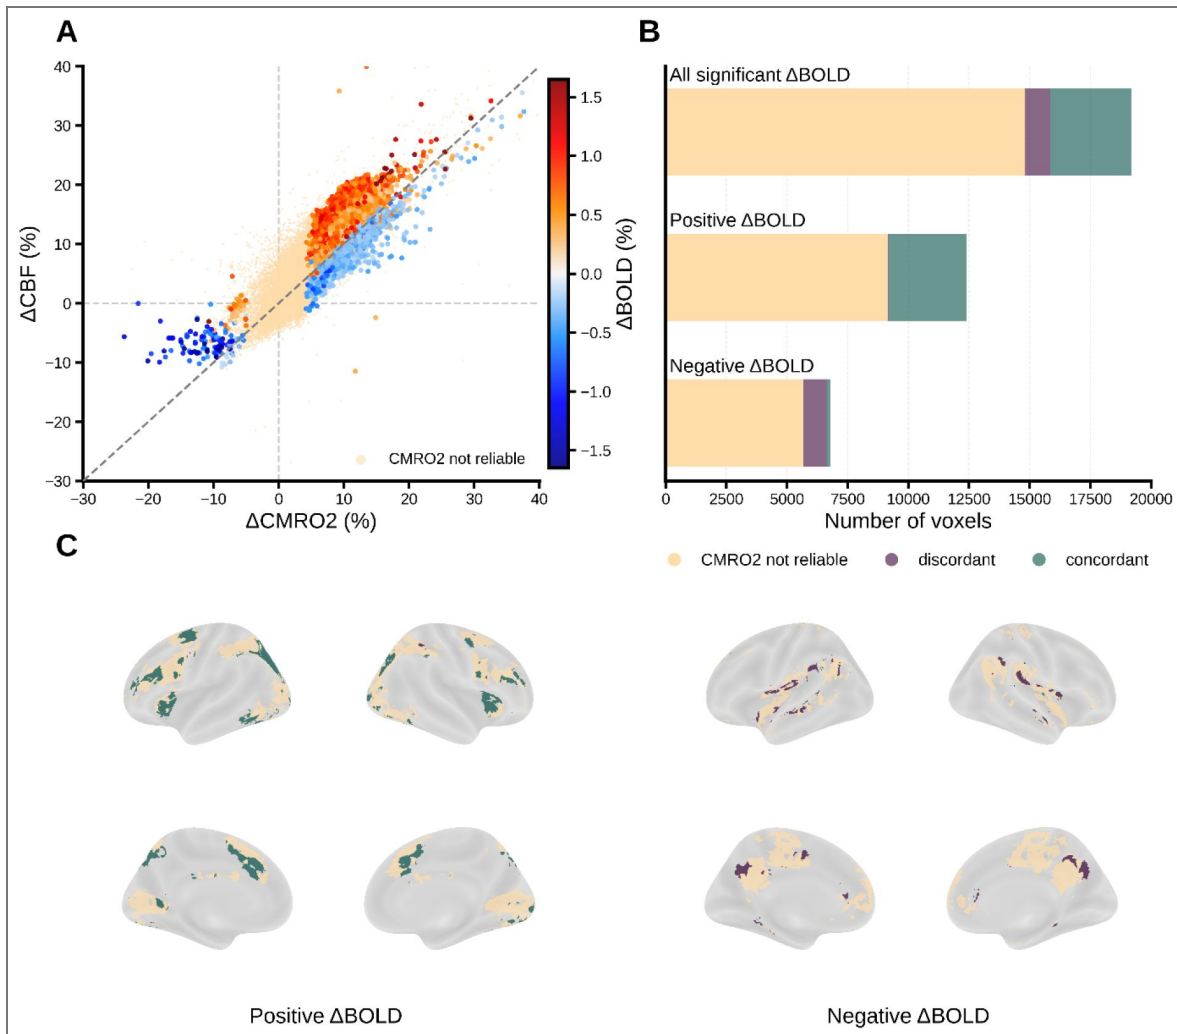 A
ΔCBF (%)
40
30
20
10
0
−10
−20
−30
−30
−20
−10
0
10
20
30
40
ΔCMRO2 (%)
CMRO2 not reliable
1.5
1.0
0.5
0.0
−0.5
−1.0
−1.5
ΔBOLD (%)
B
All significant ΔBOLD
Positive ΔBOLD
Negative ΔBOLD
0
2500
5000
7500
10000
12500
15000
17500
20000
Number of voxels
CMRO2 not reliable
discordant
concordant
C
Positive ΔBOLD
Negative ΔBOLD